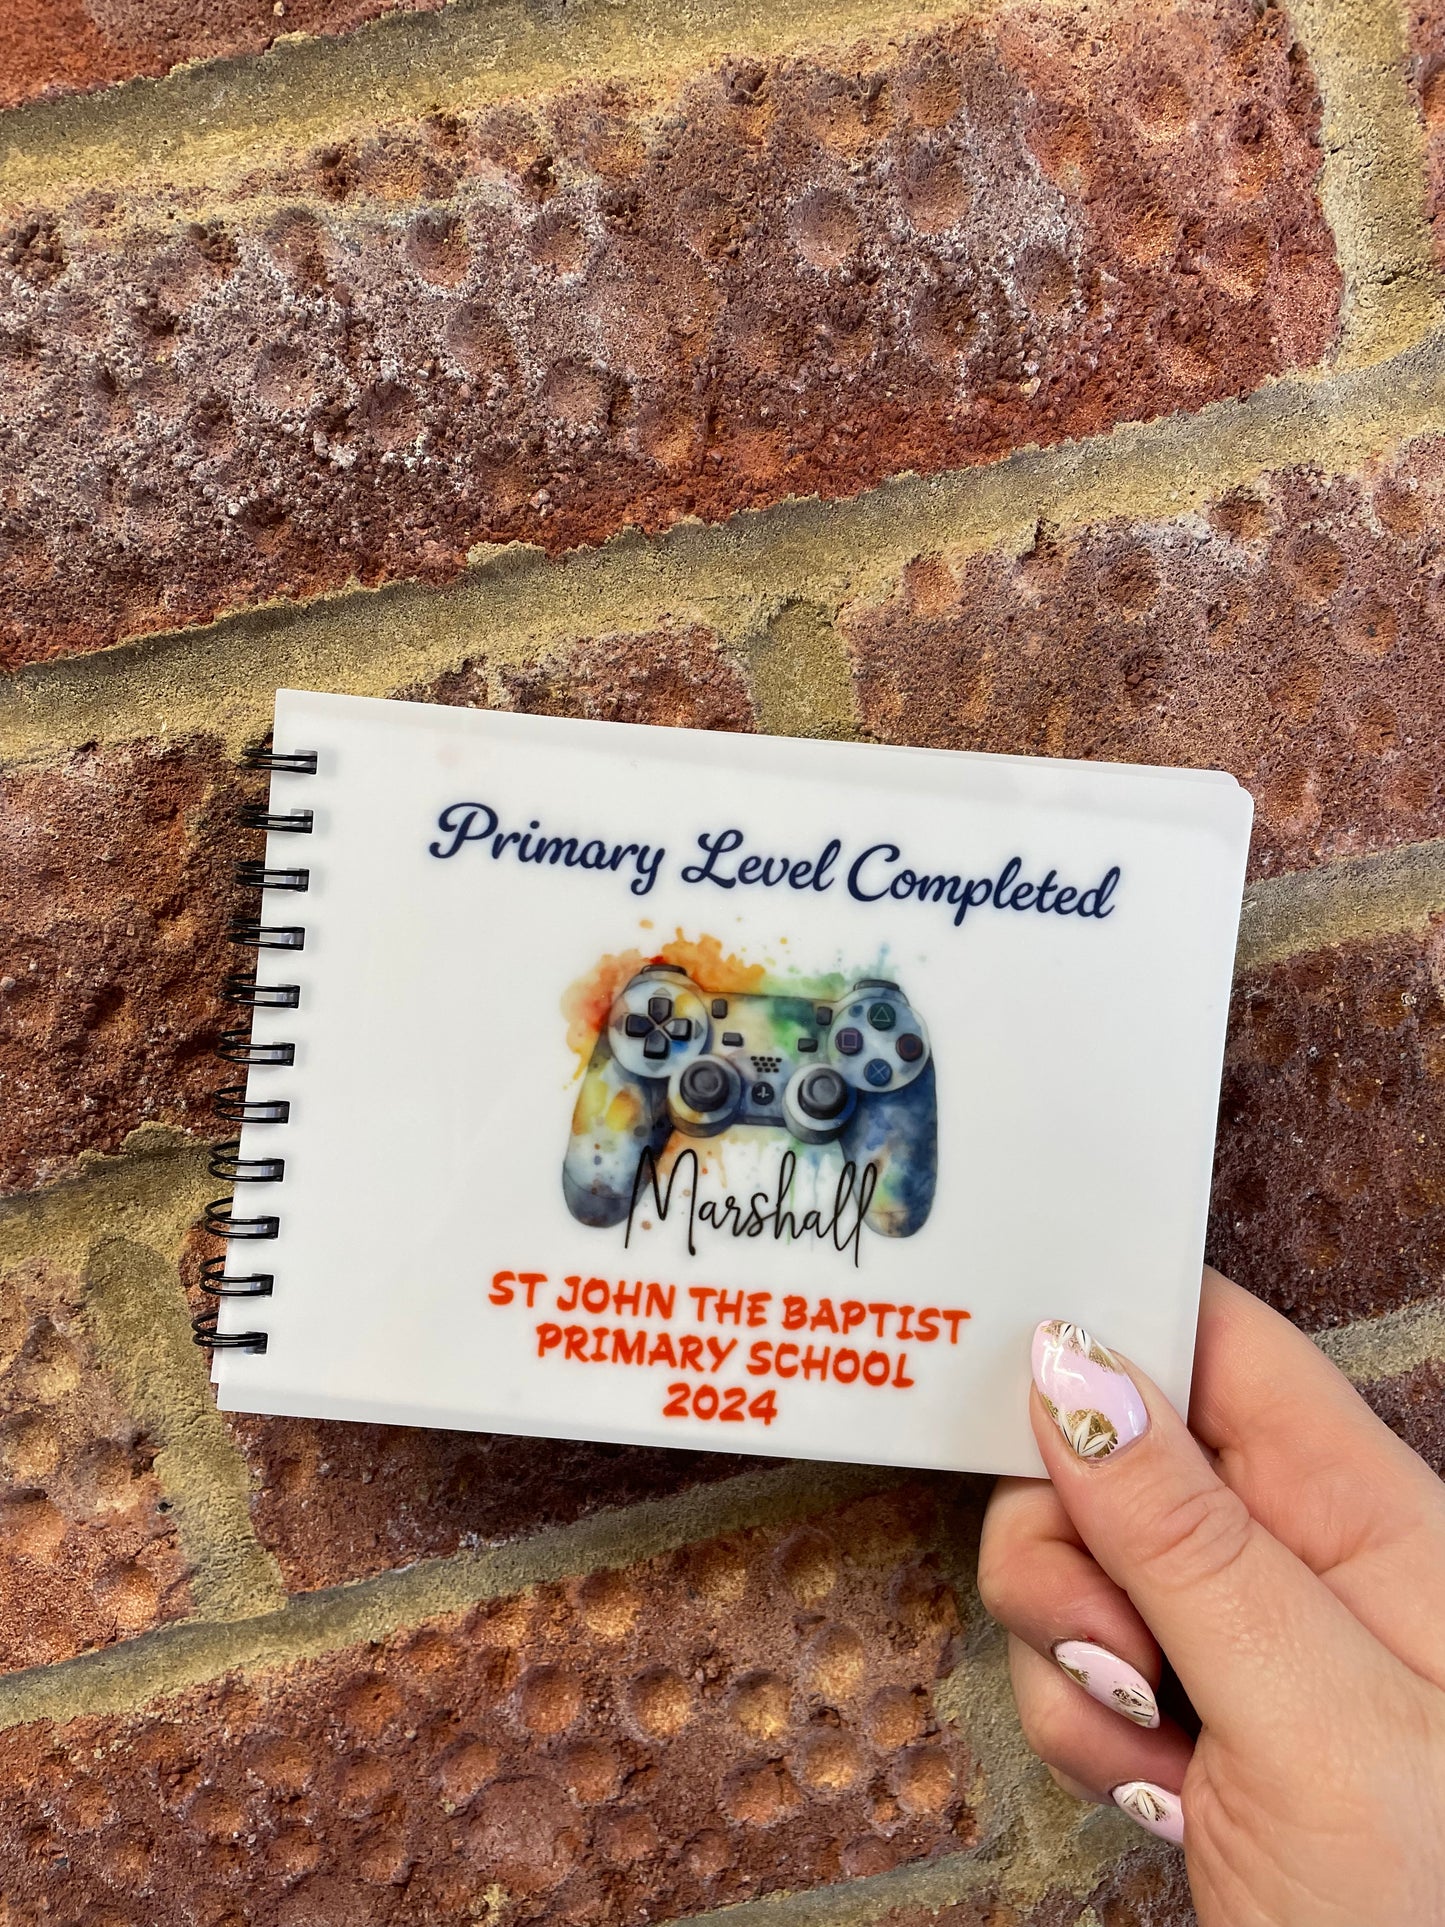 Primary Level Completed
Marshall
ST JOHN THE BAPTIST
PRIMARY SCHOOL
2024